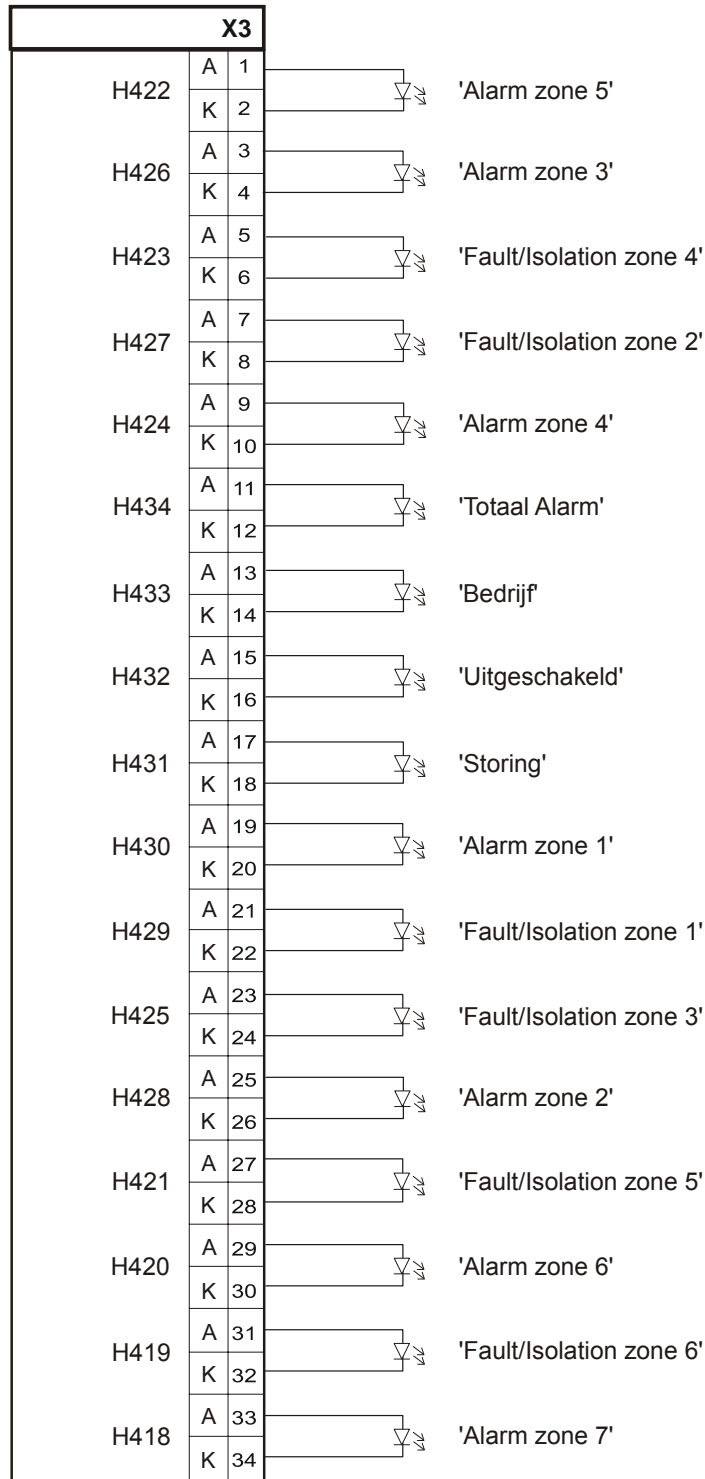 X3
A 1
H422 'Alarm zone 5'
K 2
A 3
H426 'Alarm zone 3'
K 4
A 5
H423 'Fault/Isolation zone 4'
K 6
A 7
H427 'Fault/Isolation zone 2'
K 8
A 9
H424 'Alarm zone 4'
K 10
A 11
H434 'Totaal Alarm'
K 12
A 13
H433 'Bedrijf'
K 14
A 15
H432 'Uitgeschakeld'
K 16
A 17
H431 'Storing'
K 18
A 19
H430 'Alarm zone 1'
K 20
A 21
H429 'Fault/Isolation zone 1'
K 22
A 23
H425 'Fault/Isolation zone 3'
K 24
A 25
H428 'Alarm zone 2'
K 26
A 27
H421 'Fault/Isolation zone 5'
K 28
A 29
H420 'Alarm zone 6'
K 30
A 31
H419 'Fault/Isolation zone 6'
K 32
A 33
H418 'Alarm zone 7'
K 34